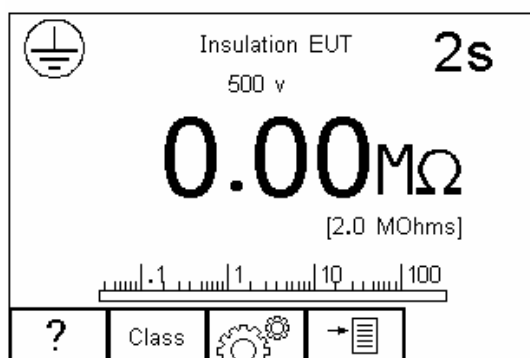 Insulation EUT
2s
500 v
0.00MΩ
[2.0 MOhms]
.1 1 10 100
? Class